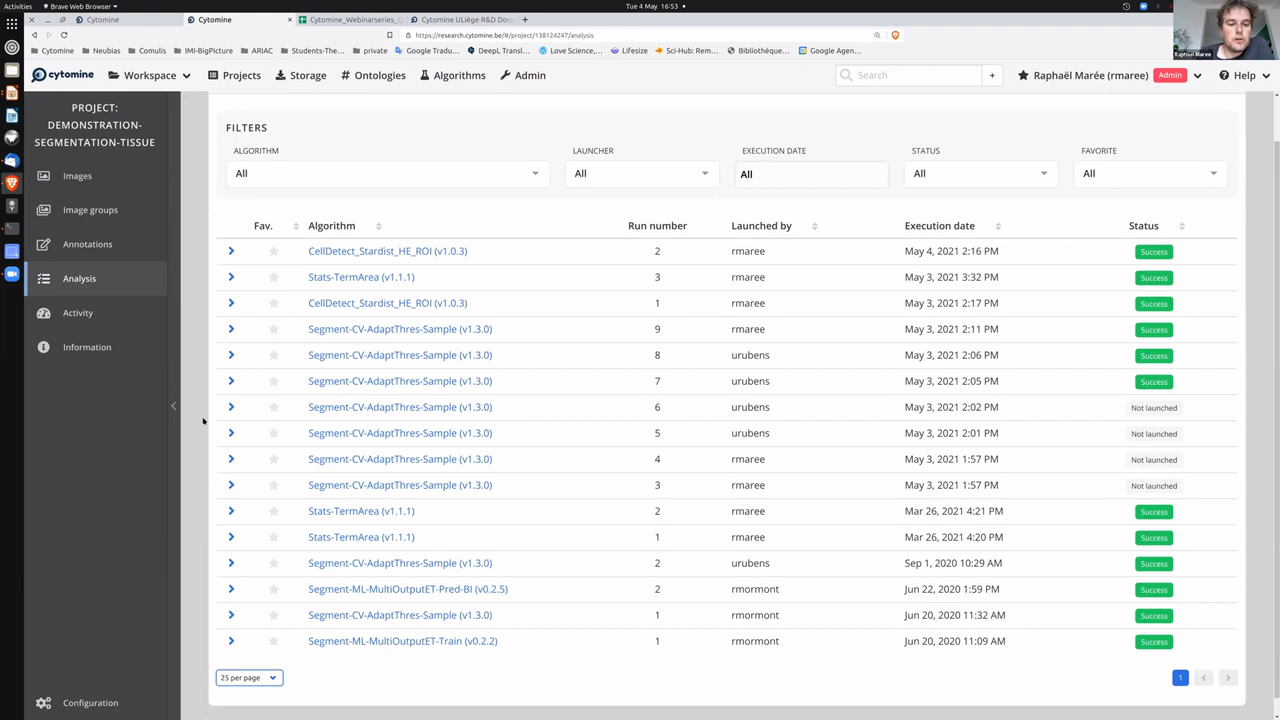 Activities
Brave Web Browser
Tue 4 May 16:53
Cytomine
Cytomine
Cytomine_Webinarseries_
Cytomine ULiège R&D Doc
https://research.cytomine.be/#/project/138124247/analysis
Cytomine
Neubias
Comulis
IMI-BigPicture
ARIAC
Students-The...
private
Google Tradu...
DeepL Transl...
Love Science,...
Lifesize
Sci-Hub: Rem...
Bibliothèque...
Google Agen...
Raphaël Marée
cytomine
Workspace
Projects
Storage
Ontologies
Algorithms
Admin
Search
+
Raphaël Marée (rmaree)
Admin
Help
PROJECT:
DEMONSTRATION-
SEGMENTATION-TISSUE
Images
Image groups
Annotations
Analysis
Activity
Information
Configuration
FILTERS
ALGORITHM LAUNCHER EXECUTION DATE STATUS FAVORITE
All All All All All
Fav. Algorithm Run number Launched by Execution date Status
CellDetect_Stardist_HE_ROI (v1.0.3) 2 rmaree May 4, 2021 2:16 PM Success
Stats-TermArea (v1.1.1) 3 rmaree May 3, 2021 3:32 PM Success
CellDetect_Stardist_HE_ROI (v1.0.3) 1 rmaree May 3, 2021 2:17 PM Success
Segment-CV-AdaptThres-Sample (v1.3.0) 9 rmaree May 3, 2021 2:11 PM Success
Segment-CV-AdaptThres-Sample (v1.3.0) 8 urubens May 3, 2021 2:06 PM Success
Segment-CV-AdaptThres-Sample (v1.3.0) 7 urubens May 3, 2021 2:05 PM Success
Segment-CV-AdaptThres-Sample (v1.3.0) 6 urubens May 3, 2021 2:02 PM Not launched
Segment-CV-AdaptThres-Sample (v1.3.0) 5 urubens May 3, 2021 2:01 PM Not launched
Segment-CV-AdaptThres-Sample (v1.3.0) 4 rmaree May 3, 2021 1:57 PM Not launched
Segment-CV-AdaptThres-Sample (v1.3.0) 3 rmaree May 3, 2021 1:57 PM Not launched
Stats-TermArea (v1.1.1) 2 rmaree Mar 26, 2021 4:21 PM Success
Stats-TermArea (v1.1.1) 1 rmaree Mar 26, 2021 4:20 PM Success
Segment-CV-AdaptThres-Sample (v1.3.0) 2 urubens Sep 1, 2020 10:29 AM Success
Segment-ML-MultiOutputET-Pred-BI (v0.2.5) 2 rmormont Jun 22, 2020 1:59 PM Success
Segment-CV-AdaptThres-Sample (v1.3.0) 1 rmormont Jun 20, 2020 11:32 AM Success
Segment-ML-MultiOutputET-Train (v0.2.2) 1 rmormont Jun 20, 2020 11:09 AM Success
25 per page
1